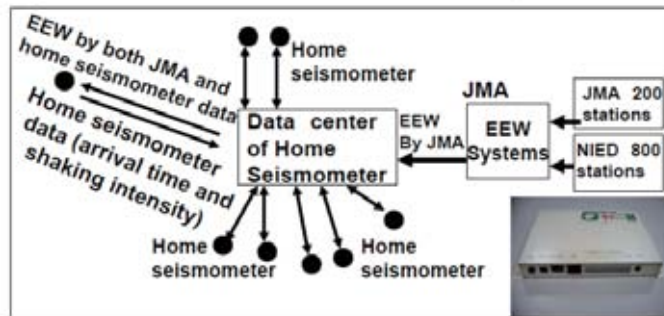 EEW by both JMA and
home seismometer data
Home seismometer
data (arrival time and
shaking intensity)
Home
seismometer
Data center
of Home
Seismometer
EEW
By JMA
JMA
EEW
Systems
JMA 200
stations
NIED 800
stations
Home
seismometer
Home
seismometer